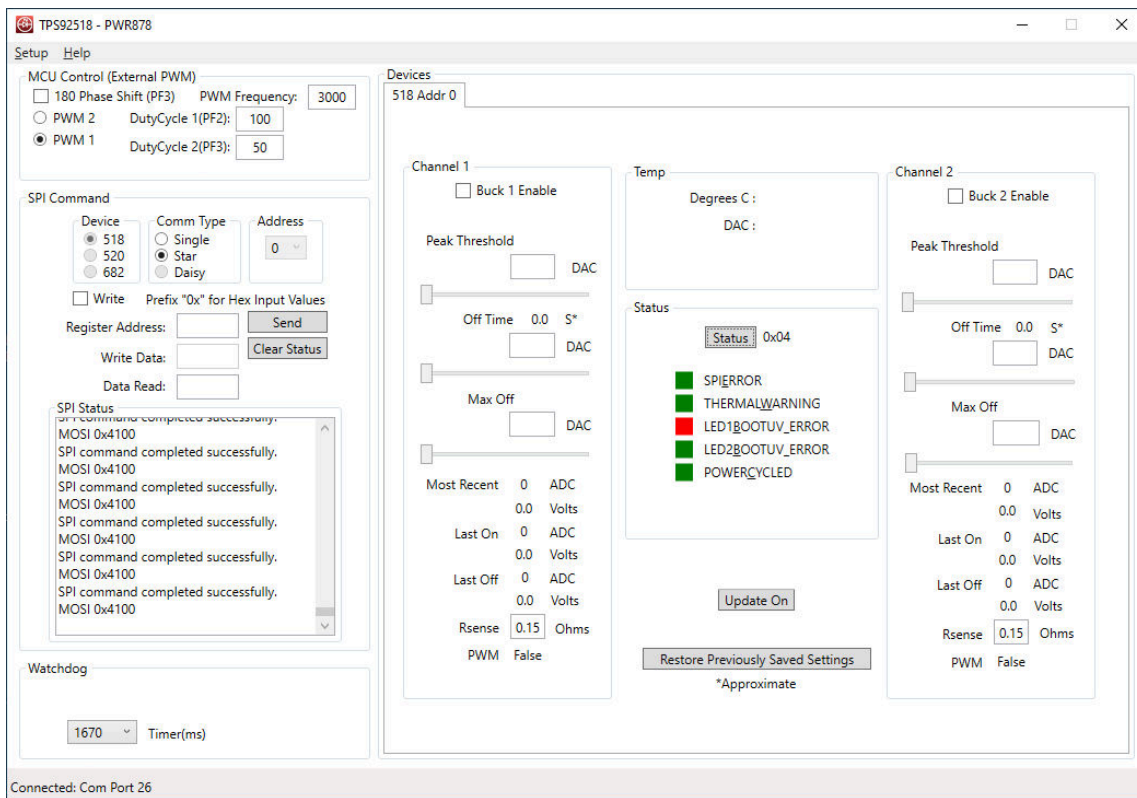 TPS92518 - PWR878
Setup Help
MCU Control (External PWM)
180 Phase Shift (PF3) PWM Frequency: 3000
PWM 2 DutyCycle 1(PF2): 100
PWM 1 DutyCycle 2(PF3): 50
SPI Command
Device Comm Type Address
518 Single 0
520 Star
682 Daisy
Write Prefix "0x" for Hex Input Values
Register Address: Send
Write Data: Clear Status
Data Read:
SPI Status
SPI command completed successfully.
MOSI 0x4100
SPI command completed successfully.
MOSI 0x4100
SPI command completed successfully.
MOSI 0x4100
SPI command completed successfully.
MOSI 0x4100
SPI command completed successfully.
MOSI 0x4100
SPI command completed successfully.
MOSI 0x4100
Watchdog
1670 Timer(ms)
Devices
518 Addr 0
Channel 1
Buck 1 Enable
Peak Threshold
DAC
Off Time 0.0 S*
DAC
Max Off
DAC
Most Recent 0 ADC
0.0 Volts
Last On 0 ADC
0.0 Volts
Last Off 0 ADC
0.0 Volts
Rsense 0.15 Ohms
PWM False
Temp
Degrees C :
DAC :
Status
Status 0x04
SPIERROR
THERMALWARNING
LED1BOOTUV_ERROR
LED2BOOTUV_ERROR
POWERCYCLED
Update On
Restore Previously Saved Settings
*Approximate
Channel 2
Buck 2 Enable
Peak Threshold
DAC
Off Time 0.0 S*
DAC
Max Off
DAC
Most Recent 0 ADC
0.0 Volts
Last On 0 ADC
0.0 Volts
Last Off 0 ADC
0.0 Volts
Rsense 0.15 Ohms
PWM False
Connected: Com Port 26